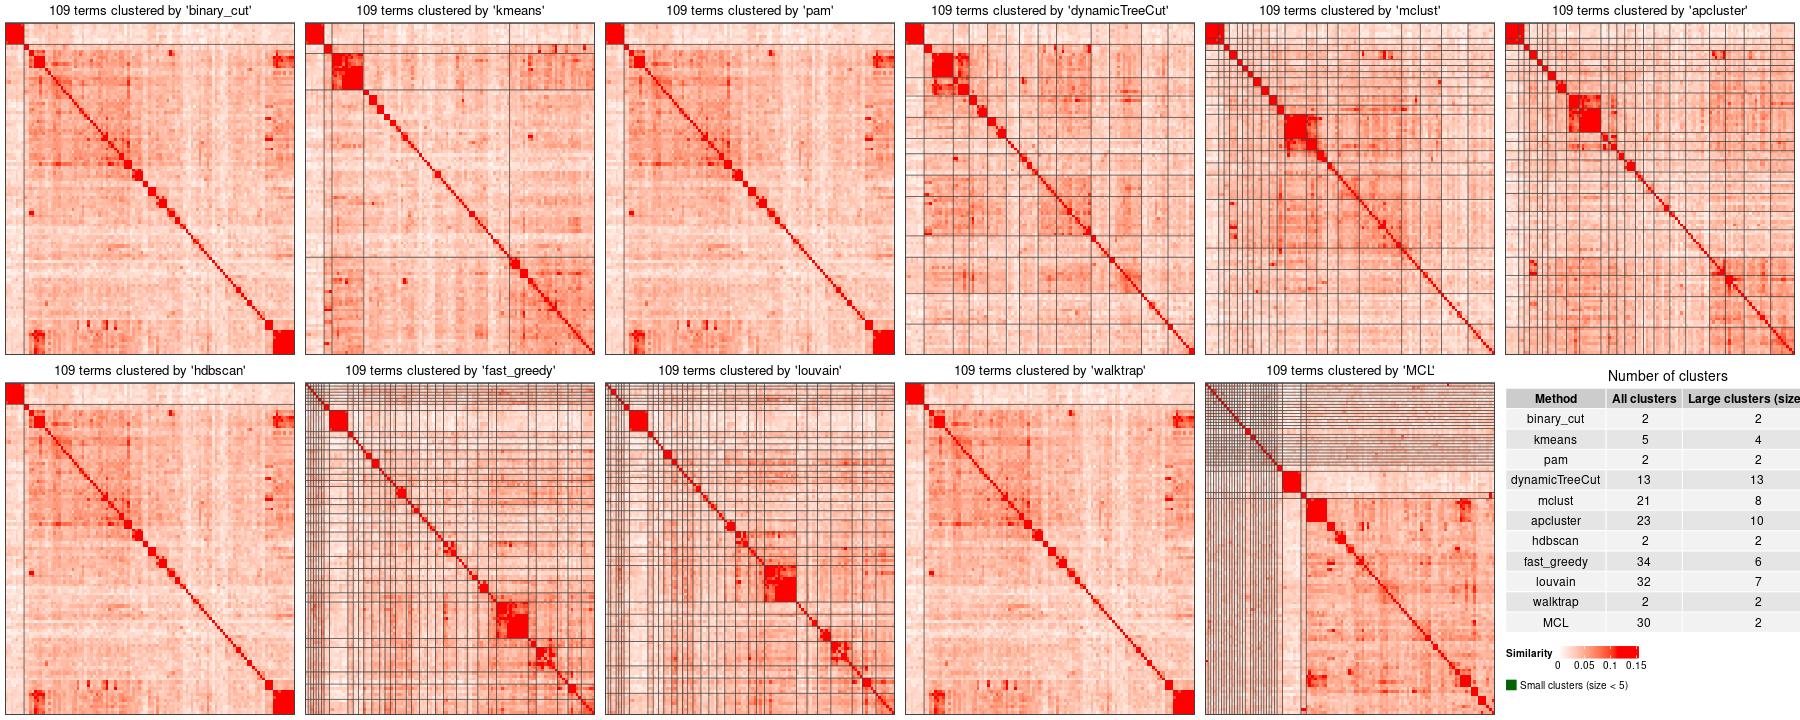 109 terms clustered by 'binary_cut'
109 terms clustered by 'kmeans'
109 terms clustered by 'pam'
109 terms clustered by 'dynamicTreeCut'
109 terms clustered by 'mclust'
109 terms clustered by 'apcluster'
109 terms clustered by 'hdbscan'
109 terms clustered by 'fast_greedy'
109 terms clustered by 'louvain'
109 terms clustered by 'walktrap'
109 terms clustered by 'MCL'
Number of clusters
Method All clusters Large clusters (size
binary_cut 2 2
kmeans 5 4
pam 2 2
dynamicTreeCut 13 13
mclust 21 8
apcluster 23 10
hdbscan 2 2
fast_greedy 34 6
louvain 32 7
walktrap 2 2
MCL 30 2
Similarity
0 0.05 0.1 0.15
Small clusters (size < 5)